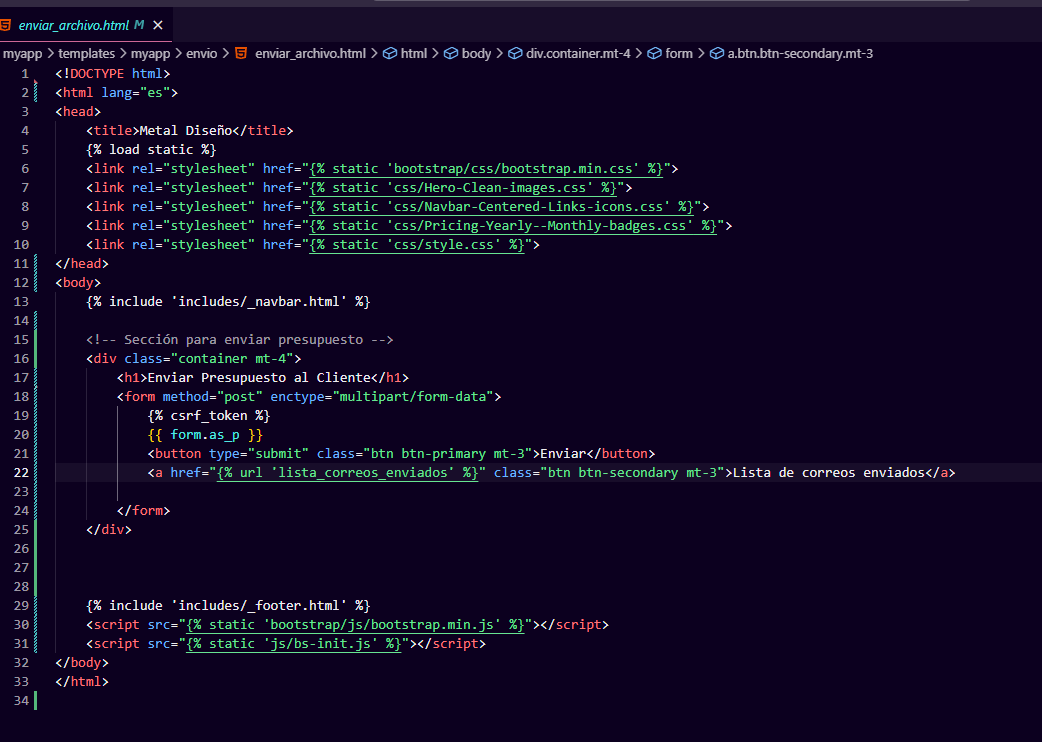 enviar_archivo.html M
myapp > templates > myapp > envio > enviar_archivo.html > html > body > div.container.mt-4 > form > a.btn.btn-secondary.mt-3
1 <!DOCTYPE html>
2 <html lang="es">
3 <head>
4     <title>Metal Diseño</title>
5     {% load static %}
6     <link rel="stylesheet" href="{% static 'bootstrap/css/bootstrap.min.css' %}">
7     <link rel="stylesheet" href="{% static 'css/Hero-Clean-images.css' %}">
8     <link rel="stylesheet" href="{% static 'css/Navbar-Centered-Links-icons.css' %}">
9     <link rel="stylesheet" href="{% static 'css/Pricing-Yearly--Monthly-badges.css' %}">
10     <link rel="stylesheet" href="{% static 'css/style.css' %}">
11 </head>
12 <body>
13     {% include 'includes/_navbar.html' %}
14
15     <!-- Sección para enviar presupuesto -->
16     <div class="container mt-4">
17         <h1>Enviar Presupuesto al Cliente</h1>
18         <form method="post" enctype="multipart/form-data">
19             {% csrf_token %}
20             {{ form.as_p }}
21             <button type="submit" class="btn btn-primary mt-3">Enviar</button>
22             <a href="{% url 'lista_correos_enviados' %}" class="btn btn-secondary mt-3">Lista de correos enviados</a>
23
24         </form>
25     </div>
26
27
28
29     {% include 'includes/_footer.html' %}
30     <script src="{% static 'bootstrap/js/bootstrap.min.js' %}"></script>
31     <script src="{% static 'js/bs-init.js' %}"></script>
32 </body>
33 </html>
34